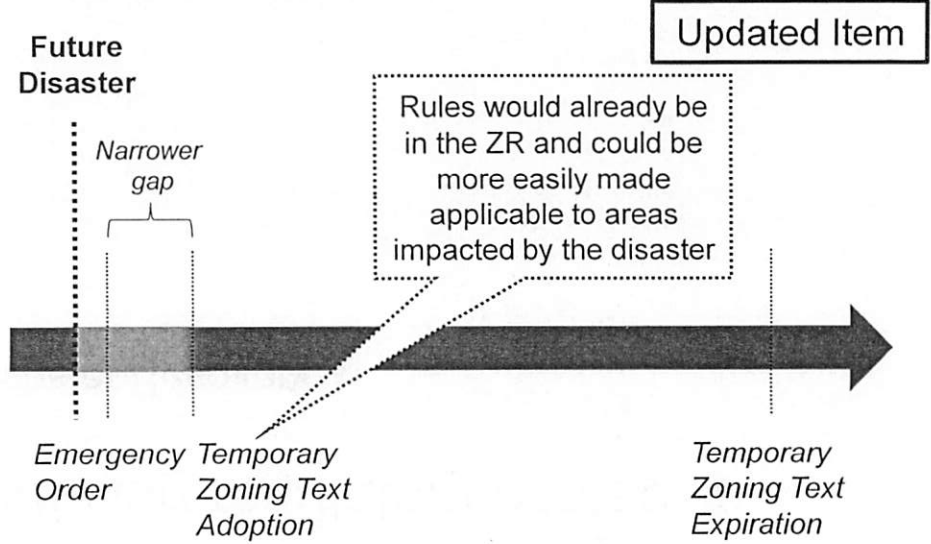 Updated Item
Future
Disaster
Narrower
gap
Rules would already be
in the ZR and could be
more easily made
applicable to areas
impacted by the disaster
Emergency
Order
Temporary
Zoning Text
Adoption
Temporary
Zoning Text
Expiration